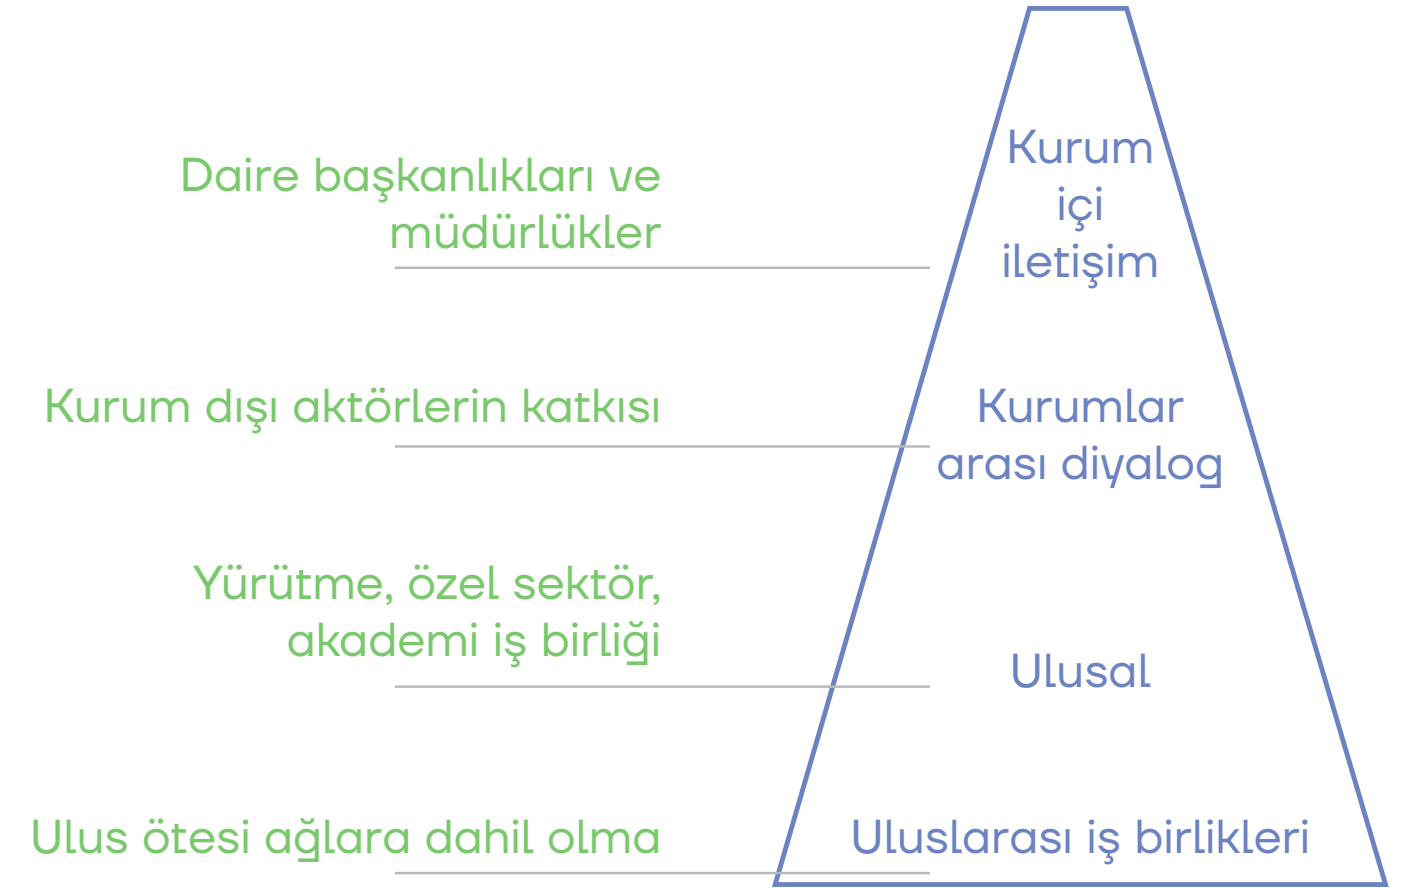 Daire başkanlıkları ve
müdürlükler
Kurum
içi
iletişim
Kurum dışı aktörlerin katkısı
Kurumlar
arası diyalog
Yürütme, özel sektör,
akademi iş birliği
Ulusal
Ulus ötesi ağlara dahil olma
Uluslarası iş birlikleri